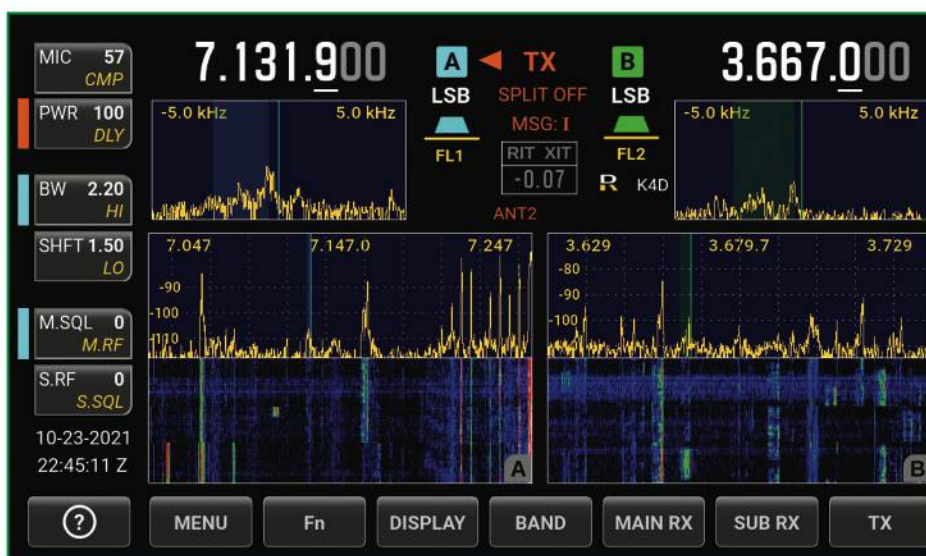 MIC 57
CMP
PWR 100
DLY
BW 2.20
HI
SHFT 1.50
LO
M.SQL 0
M.RF
S.RF 0
S.SQL
10-23-2021
22:45:11 Z
7.131.900
A TX B
3.667.000
LSB SPLIT OFF LSB
MSG: I
FL1 RIT XIT FL2
-0.07 R K4D
ANT2
-5.0 kHz 5.0 kHz
-5.0 kHz 5.0 kHz
7.047 7.147.0 7.247
-90
-100
-110
A
3.629 3.679.7 3.729
-80
-90
-100
B
? MENU Fn DISPLAY BAND MAIN RX SUB RX TX